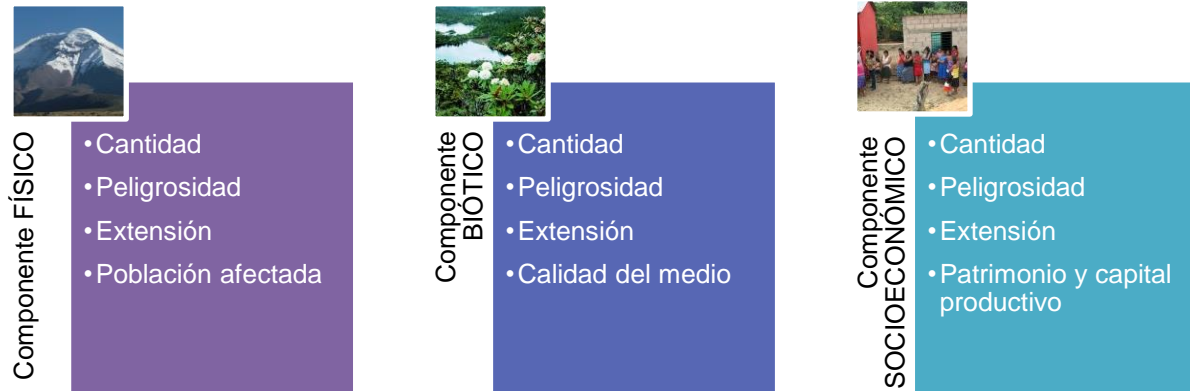 Componente FÍSICO
•Cantidad
•Peligrosidad
•Extensión
•Población afectada
Componente
BIÓTICO
•Cantidad
•Peligrosidad
•Extensión
•Calidad del medio
Componente
SOCIOECONÓMICO
•Cantidad
•Peligrosidad
•Extensión
•Patrimonio y capital
productivo